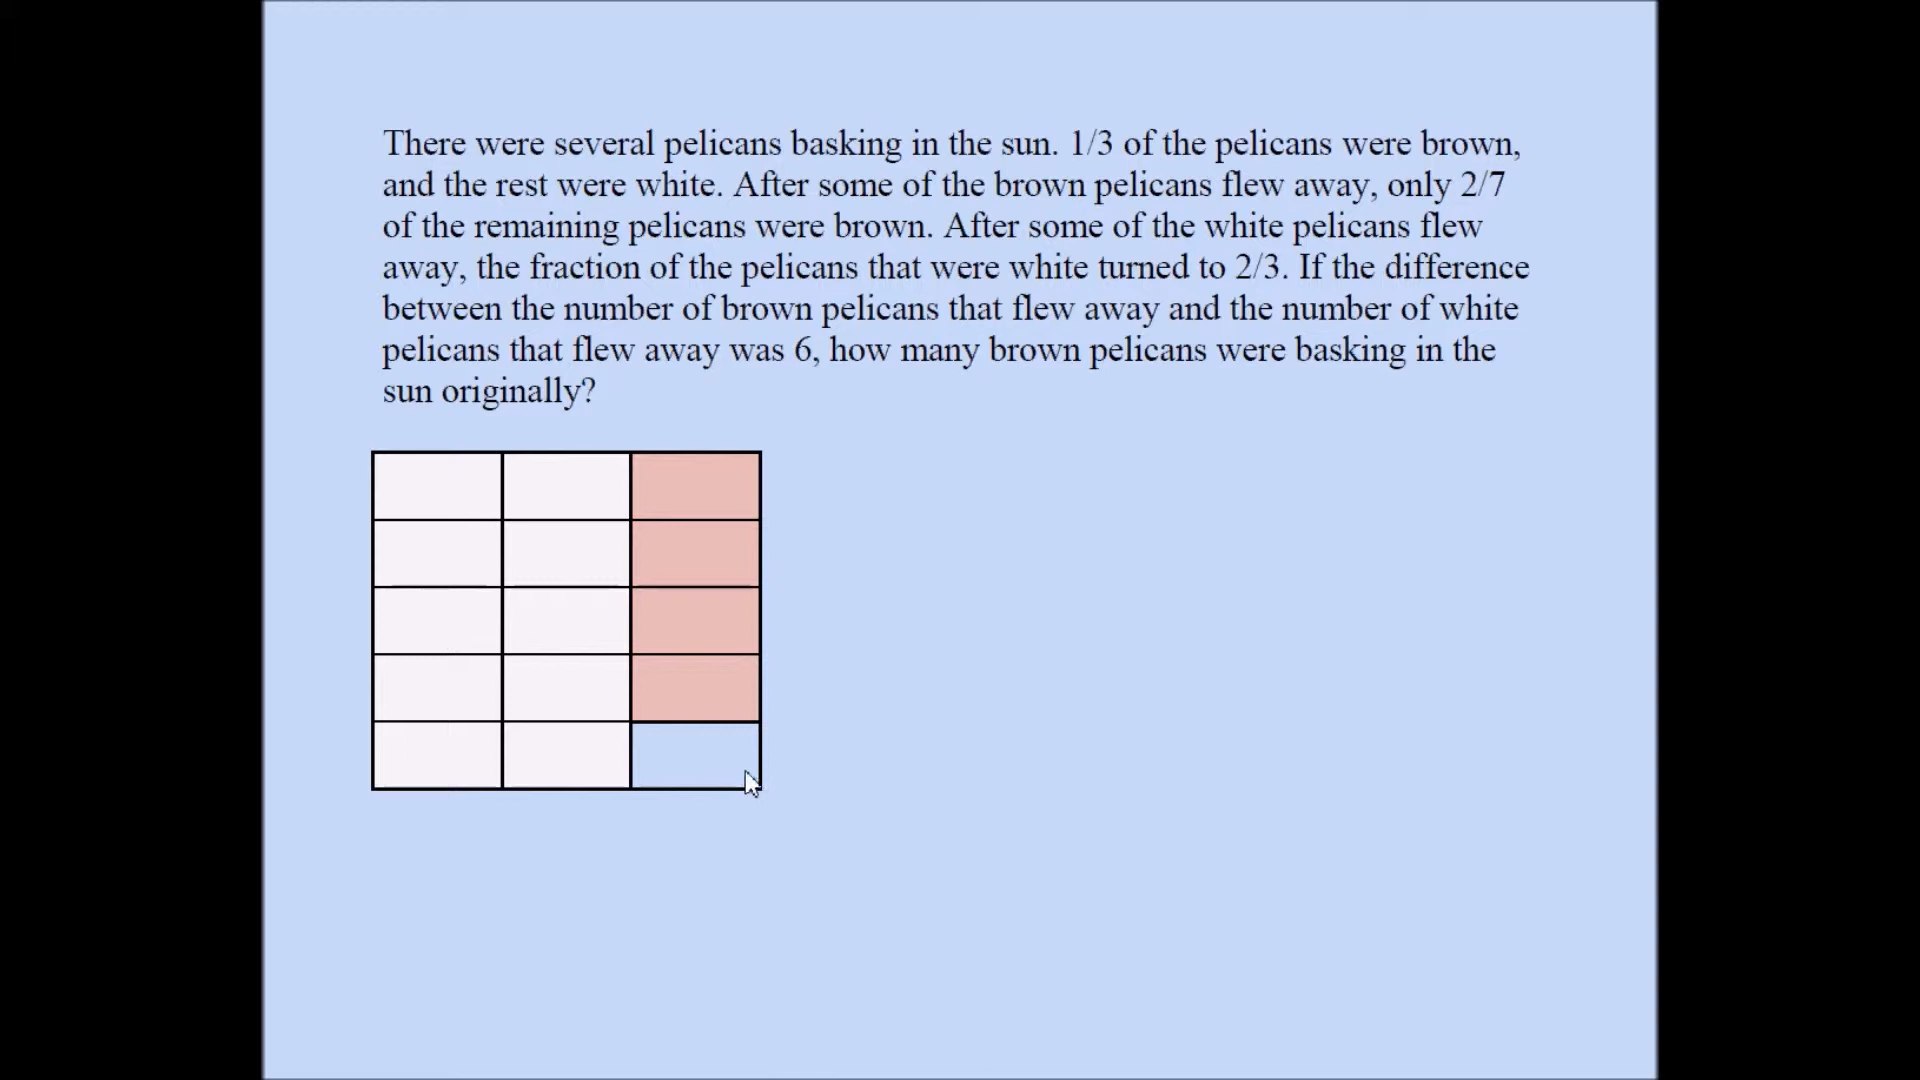 There were several pelicans basking in the sun. 1/3 of the pelicans were brown,
and the rest were white. After some of the brown pelicans flew away, only 2/7
of the remaining pelicans were brown. After some of the white pelicans flew
away, the fraction of the pelicans that were white turned to 2/3. If the difference
between the number of brown pelicans that flew away and the number of white
pelicans that flew away was 6, how many brown pelicans were basking in the
sun originally?